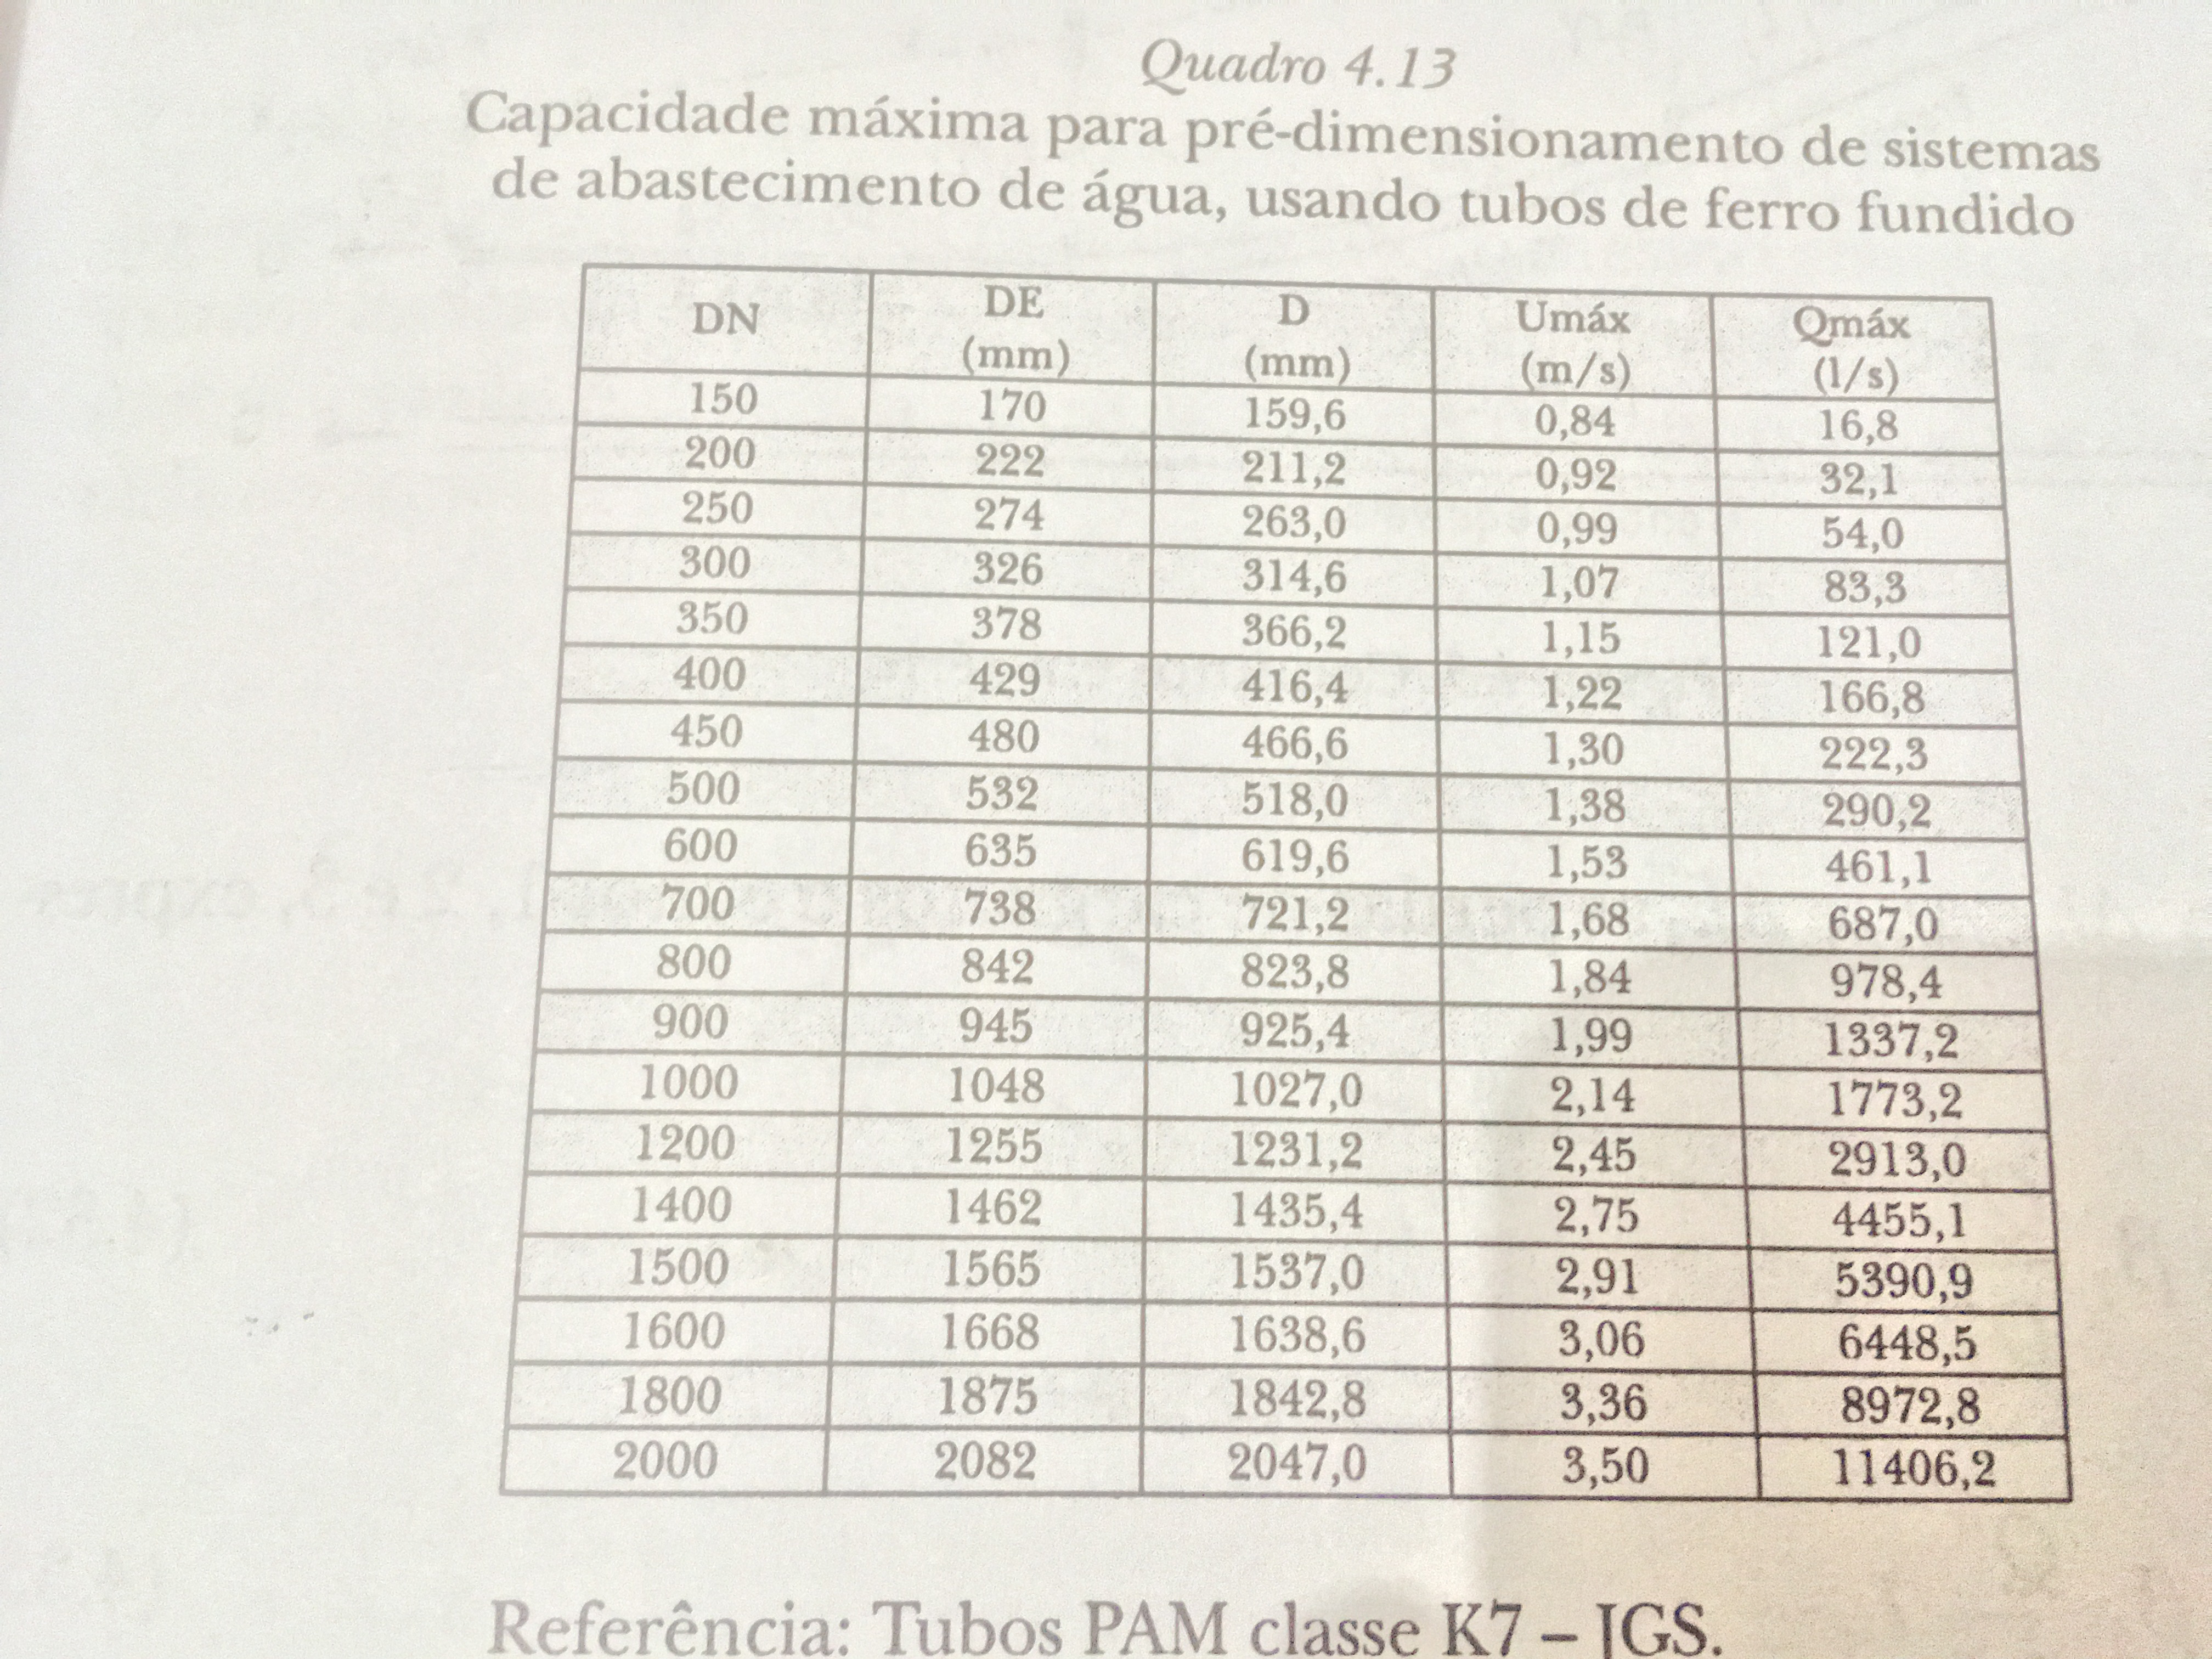 Quadro 4.13
Capacidade máxima para pré-dimensionamento de sistemas
de abastecimento de água, usando tubos de ferro fundido
DN DE D Umáx Qmáx
(mm) (mm) (m/s) (l/s)
150 170 159,6 0,84 16,8
200 222 211,2 0,92 32,1
250 274 263,0 0,99 54,0
300 326 314,6 1,07 83,3
350 378 366,2 1,15 121,0
400 429 416,4 1,22 166,8
450 480 466,6 1,30 222,3
500 532 518,0 1,38 290,2
600 635 619,6 1,53 461,1
700 738 721,2 1,68 687,0
800 842 823,8 1,84 978,4
900 945 925,4 1,99 1337,2
1000 1048 1027,0 2,14 1773,2
1200 1255 1231,2 2,45 2913,0
1400 1462 1435,4 2,75 4455,1
1500 1565 1537,0 2,91 5390,9
1600 1668 1638,6 3,06 6448,5
1800 1875 1842,8 3,36 8972,8
2000 2082 2047,0 3,50 11406,2
Referência: Tubos PAM classe K7 – JGS.